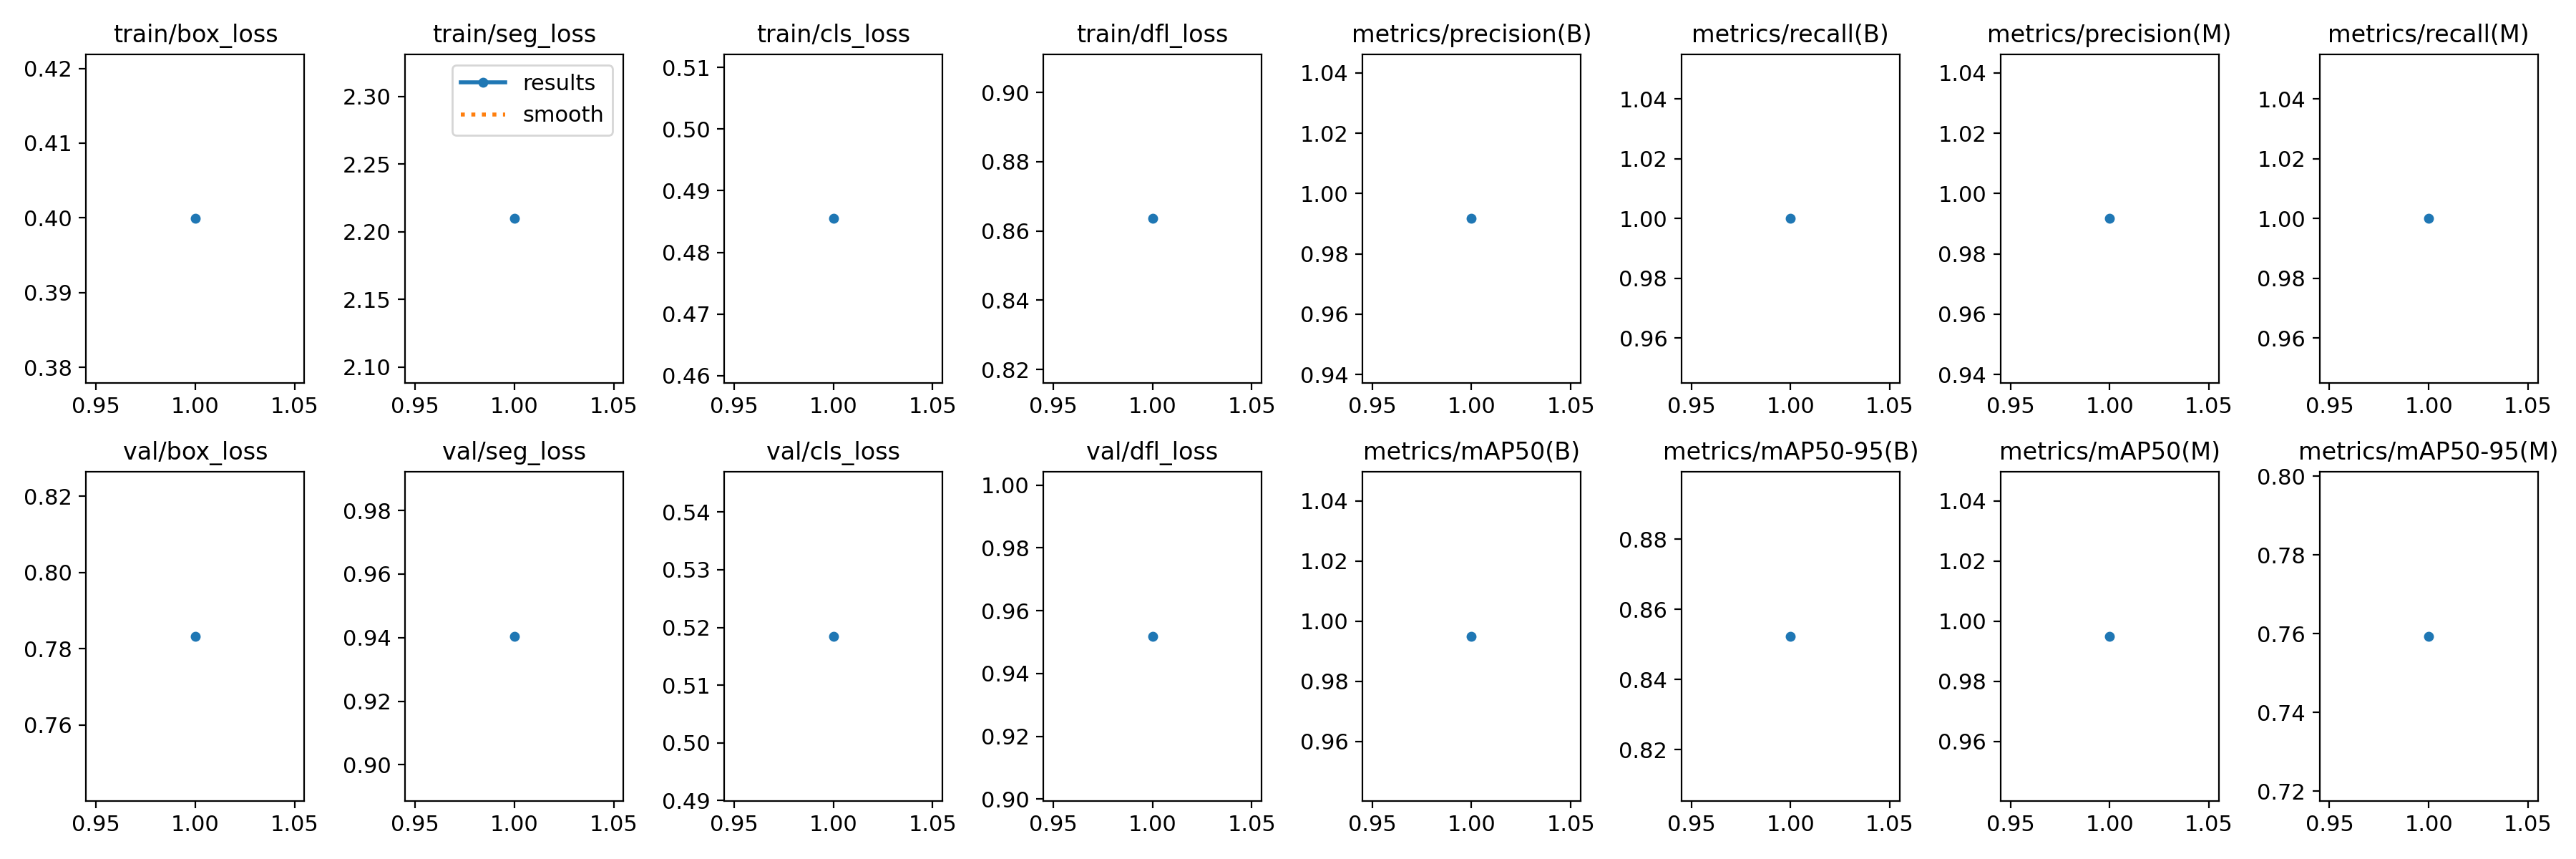 train/box_loss
0.42
0.41
0.40
0.39
0.38
0.95 1.00 1.05
train/seg_loss
results
smooth
2.30
2.25
2.20
2.15
2.10
0.95 1.00 1.05
train/cls_loss
0.51
0.50
0.49
0.48
0.47
0.46
0.95 1.00 1.05
train/dfl_loss
0.90
0.88
0.86
0.84
0.82
0.95 1.00 1.05
metrics/precision(B)
1.04
1.02
1.00
0.98
0.96
0.94
0.95 1.00 1.05
metrics/recall(B)
1.04
1.02
1.00
0.98
0.96
0.95 1.00 1.05
metrics/precision(M)
1.04
1.02
1.00
0.98
0.96
0.94
0.95 1.00 1.05
metrics/recall(M)
1.04
1.02
1.00
0.98
0.96
0.95 1.00 1.05
val/box_loss
0.82
0.80
0.78
0.76
0.95 1.00 1.05
val/seg_loss
0.98
0.96
0.94
0.92
0.90
0.95 1.00 1.05
val/cls_loss
0.54
0.53
0.52
0.51
0.50
0.49
0.95 1.00 1.05
val/dfl_loss
1.00
0.98
0.96
0.94
0.92
0.90
0.95 1.00 1.05
metrics/mAP50(B)
1.04
1.02
1.00
0.98
0.96
0.95 1.00 1.05
metrics/mAP50-95(B)
0.88
0.86
0.84
0.82
0.95 1.00 1.05
metrics/mAP50(M)
1.04
1.02
1.00
0.98
0.96
0.95 1.00 1.05
metrics/mAP50-95(M)
0.80
0.78
0.76
0.74
0.72
0.95 1.00 1.05